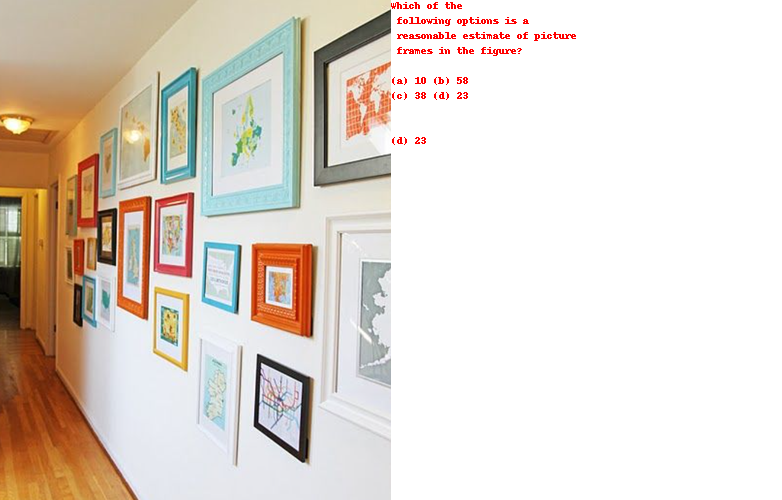 Which of the
following options is a
reasonable estimate of picture
frames in the figure?
(a) 10 (b) 58
(c) 38 (d) 23
(d) 23